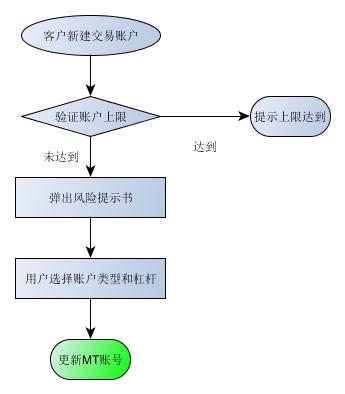 客户新建交易账户
验证账户上限
提示上限达到
达到
未达到
弹出风险提示书
用户选择账户类型和杠杆
更新MT账号